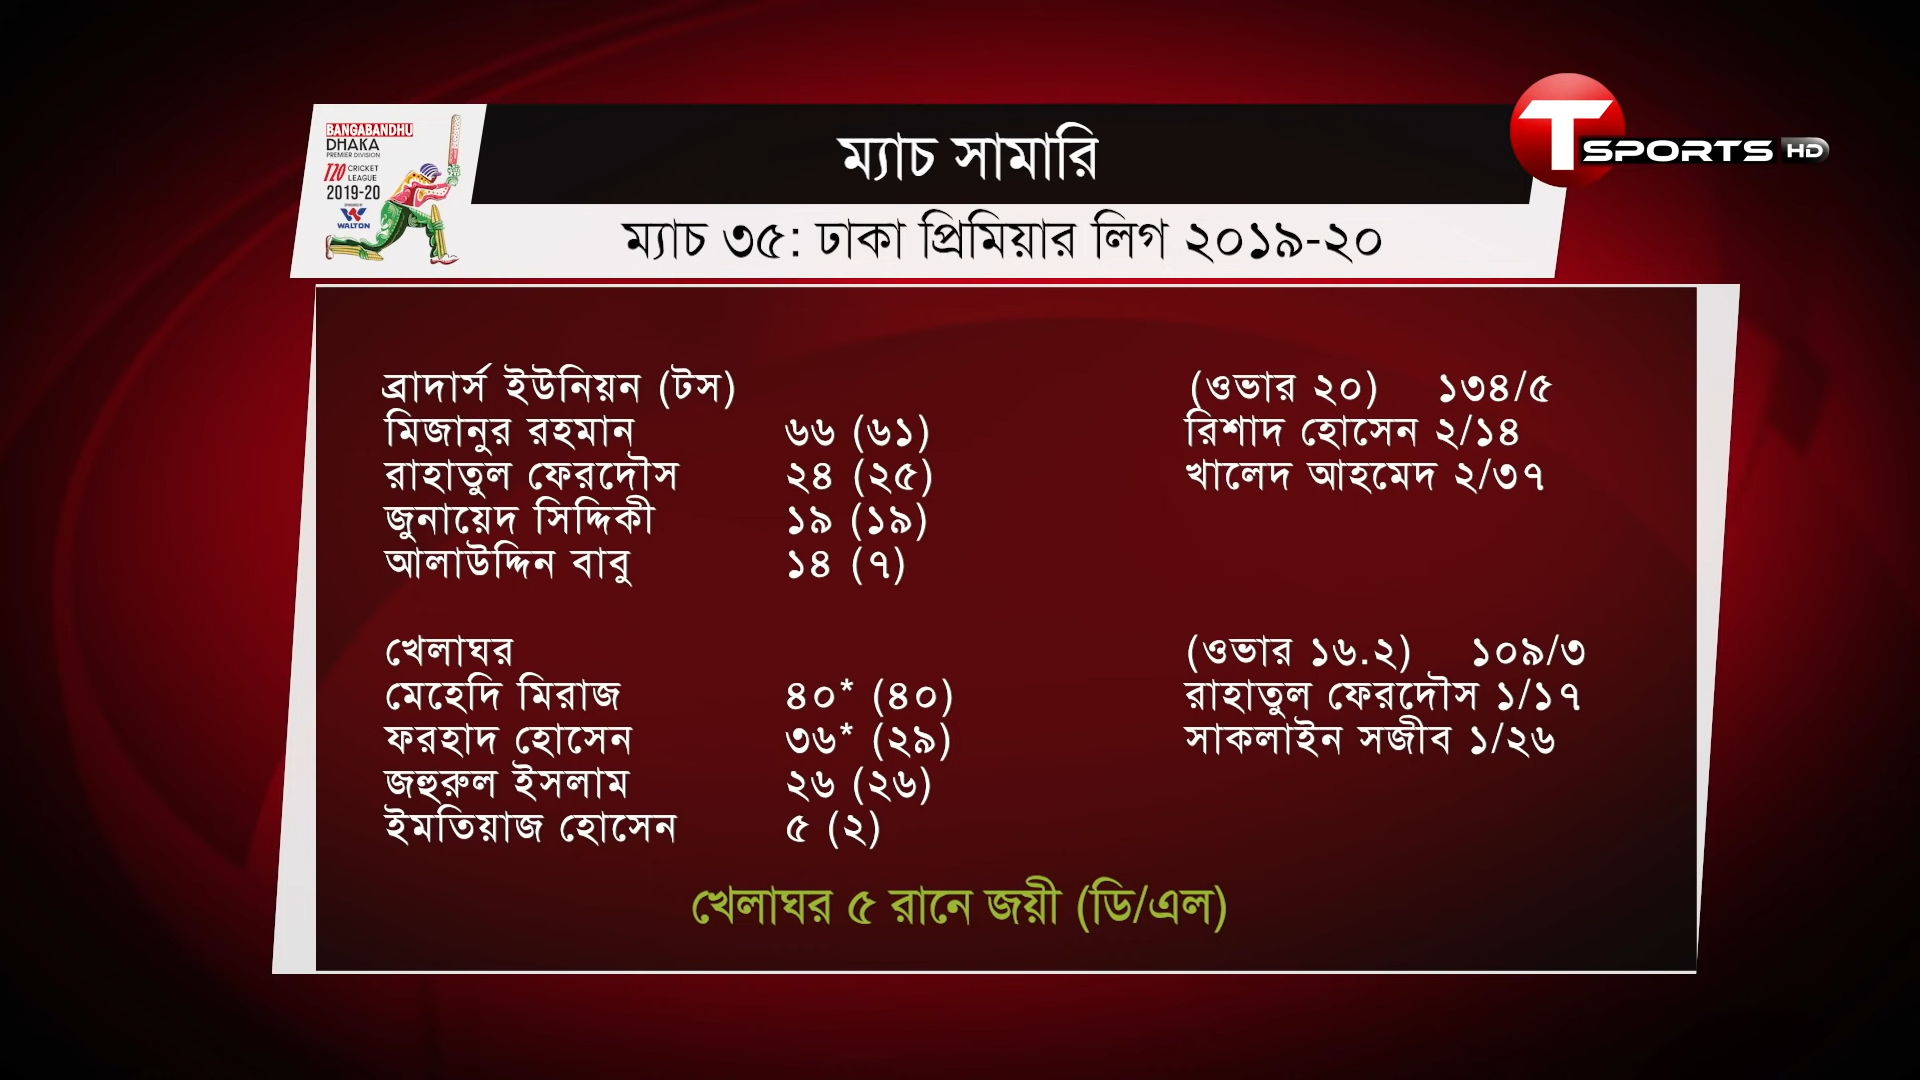 BANGABANDHU
DHAKA
PREMIER DIVISION
T20 CRICKET
LEAGUE
2019-20
WALTON
ম্যাচ সামারি
T SPORTS HD
ম্যাচ ৩৫: ঢাকা প্রিমিয়ার লিগ ২০১৯-২০
ব্রাদার্স ইউনিয়ন (টস) (ওভার ২০) ১৩৪/৫
মিজানুর রহমান ৬৬ (৬১) রিশাদ হোসেন ২/১৪
রাহাতুল ফেরদৌস ২৪ (২৫) খালেদ আহমেদ ২/৩৭
জুনায়েদ সিদ্দিকী ১৯ (১৯)
আলাউদ্দিন বাবু ১৪ (৭)
খেলাঘর (ওভার ১৬.২) ১০৯/৩
মেহেদি মিরাজ ৪০* (৪০) রাহাতুল ফেরদৌস ১/১৭
ফরহাদ হোসেন ৩৬* (২৯) সাকলাইন সজীব ১/২৬
জহুরুল ইসলাম ২৬ (২৬)
ইমতিয়াজ হোসেন ৫ (২)
খেলাঘর ৫ রানে জয়ী (ডি/এল)